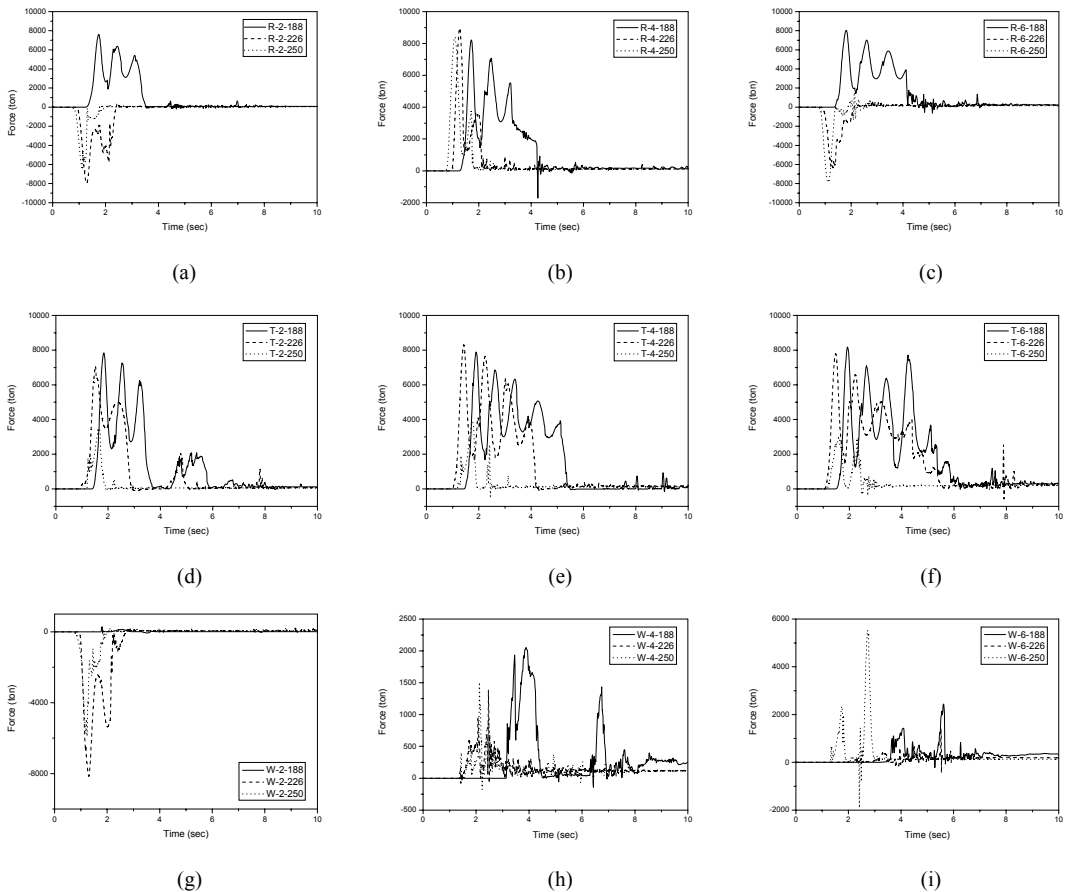 10000
8000
6000
4000
2000
0
-2000
-4000
-6000
-8000
-10000
Force (ton)
0 2 4 6 8 10
Time (sec)
R-2-188
R-2-226
R-2-250
(a)
10000
8000
6000
4000
2000
0
-2000
Force (ton)
0 2 4 6 8 10
Time (sec)
R-4-188
R-4-226
R-4-250
(b)
10000
8000
6000
4000
2000
0
-2000
-4000
-6000
-8000
-10000
Force (ton)
0 2 4 6 8 10
Time (sec)
R-6-188
R-6-226
R-6-250
(c)
10000
8000
6000
4000
2000
0
Force (ton)
0 2 4 6 8 10
Time (sec)
T-2-188
T-2-226
T-2-250
(d)
10000
8000
6000
4000
2000
0
Force (ton)
0 2 4 6 8 10
Time (sec)
T-4-188
T-4-226
T-4-250
(e)
10000
8000
6000
4000
2000
0
Force (ton)
0 2 4 6 8 10
Time (sec)
T-6-188
T-6-226
T-6-250
(f)
0
-4000
-8000
Force (ton)
0 2 4 6 8 10
Time (sec)
W-2-188
W-2-226
W-2-250
(g)
2500
2000
1500
1000
500
0
-500
Force (ton)
0 2 4 6 8 10
Time (sec)
W-4-188
W-4-226
W-4-250
(h)
6000
4000
2000
0
-2000
Force (ton)
0 2 4 6 8 10
Time (sec)
W-6-188
W-6-226
W-6-250
(i)